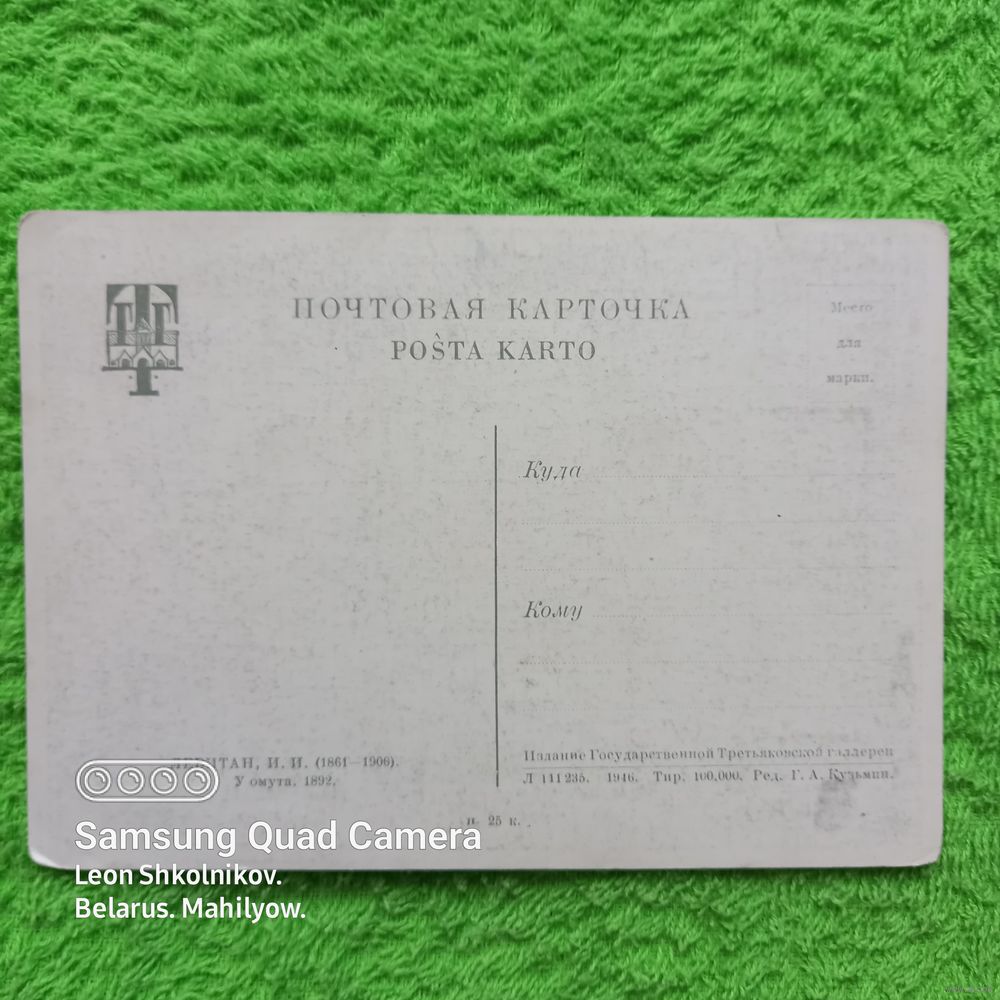 ПОЧТОВАЯ КАРТОЧКА
POŜTA KARTO
Место
для
марки.
Куда
Кому
ЛЕВИТАН, И. И. (1861—1906).
У омута. 1892.
Издание Государственной Третьяковской галлереи
Л 111235. 1946. Тир. 100.000. Ред. Г. А. Кузьмин.
ц. 25 к.
Samsung Quad Camera
Leon Shkolnikov.
Belarus. Mahilyow.